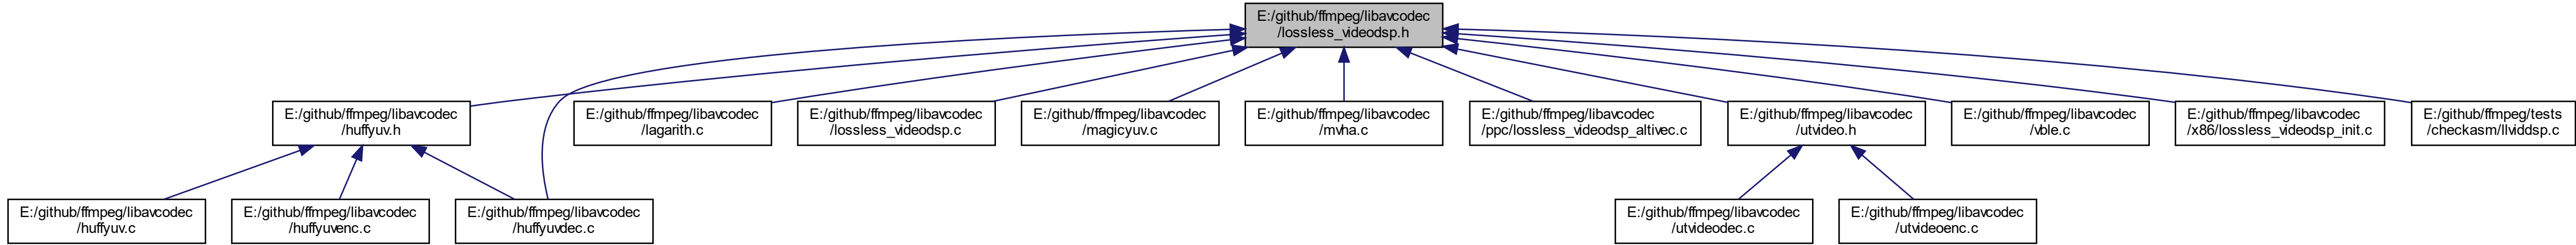 E:/github/ffmpeg/libavcodec
/lossless_videodsp.h
E:/github/ffmpeg/libavcodec
/huffyuv.h
E:/github/ffmpeg/libavcodec
/lagarith.c
E:/github/ffmpeg/libavcodec
/lossless_videodsp.c
E:/github/ffmpeg/libavcodec
/magicyuv.c
E:/github/ffmpeg/libavcodec
/mvha.c
E:/github/ffmpeg/libavcodec
/ppc/lossless_videodsp_altivec.c
E:/github/ffmpeg/libavcodec
/utvideo.h
E:/github/ffmpeg/libavcodec
/vble.c
E:/github/ffmpeg/libavcodec
/x86/lossless_videodsp_init.c
E:/github/ffmpeg/tests
/checkasm/llviddsp.c
E:/github/ffmpeg/libavcodec
/huffyuv.c
E:/github/ffmpeg/libavcodec
/huffyuvenc.c
E:/github/ffmpeg/libavcodec
/huffyuvdec.c
E:/github/ffmpeg/libavcodec
/utvideodec.c
E:/github/ffmpeg/libavcodec
/utvideoenc.c